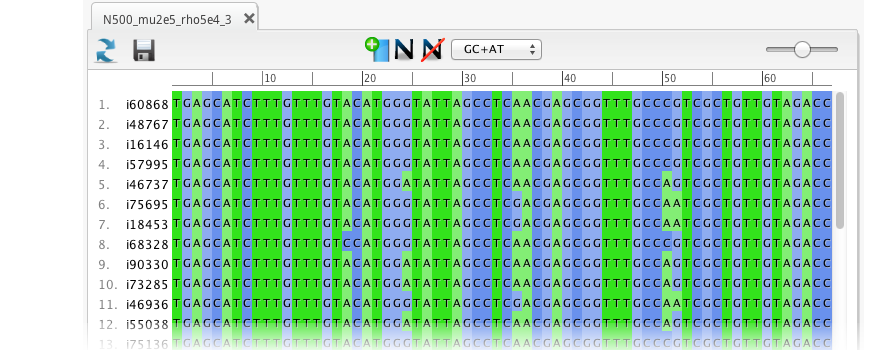 N500_mu2e5_rho5e4_3
GC+AT
10 20 30 40 50 60
1. i60868 TGAGCATCTTTGTTTGTACATGGGTATTAGCCTCAACGAGCGGTTTGCCCGTCGCTGTTGTAGACC
2. i48767 TGAGCATCTTTGTTTGTACATGGGTATTAGCCTCAACGAGCGGTTTGCCCGTCGCTGTTGTAGACC
3. i16146 TGAGCATCTTTGTTTGTACATGGGTATTAGCCTCAACGAGCGGTTTGCCCGTCGCTGTTGTAGACC
4. i57995 TGAGCATCTTTGTTTGTACATGGGTATTAGCCTCAACGAGCGGTTTGCCCGTCGCTGTTGTAGACC
5. i46737 TGAGCATCTTTGTTTGTACATGGATATTAGCCTCAACGAGCGGTTTGCCAGTCGCTGTTGTAGACC
6. i75695 TGAGCATCTTTGTTTGTACATGGGTATTAGCCTCGACGAGCGGTTTGCCAATCGCTGTTGTAGACC
7. i18453 TGAGCATCTTTGTTTGTACATGGGTATTAGCCTCGACGAGCGGTTTGCCAATCGCTGTTGTAGACC
8. i68328 TGAGCATCTTTGTTTGTCCATGGGTATTAGCCTCAACGAGCGGTTTGCCCGTCGCTGTTGTAGACC
9. i90330 TGAGCATCTTTGTTTGTACATGGATATTAGCCTCAACGAGCGGTTTGCCAGTCGCTGTTGTAGACC
10. i73285 TGAGCATCTTTGTTTGTACATGGATATTAGCCTCAACGAGCGGTTTGCCAGTCGCTGTTGTAGACC
11. i46936 TGAGCATCTTTGTTTGTACATGGGTATTAGCCTCGACGAGCGGTTTGCCAATCGCTGTTGTAGACC
12. i55038 TGAGCATCTTTGTTTGTACATGGATATTAGCCTCAACGAGCGGTTTGCCAGTCGCTGTTGTAGACC
13. i75136